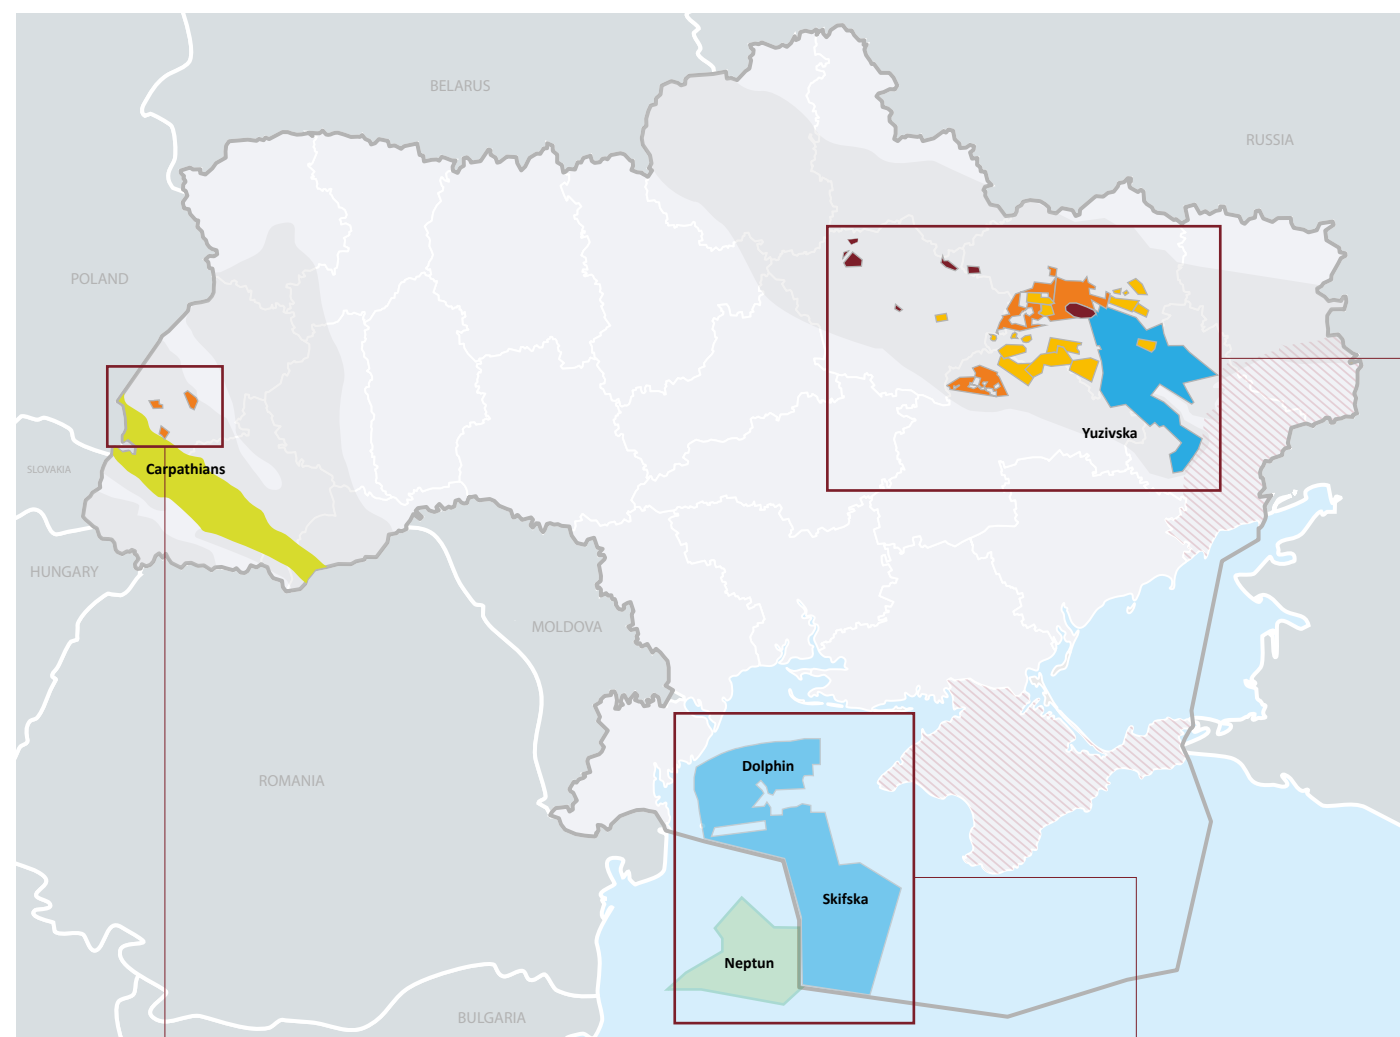 BELARUS
RUSSIA
POLAND
Yuzivska
SLOVAKIA
Carpathians
HUNGARY
MOLDOVA
Dolphin
ROMANIA
Skifska
Neptun
BULGARIA